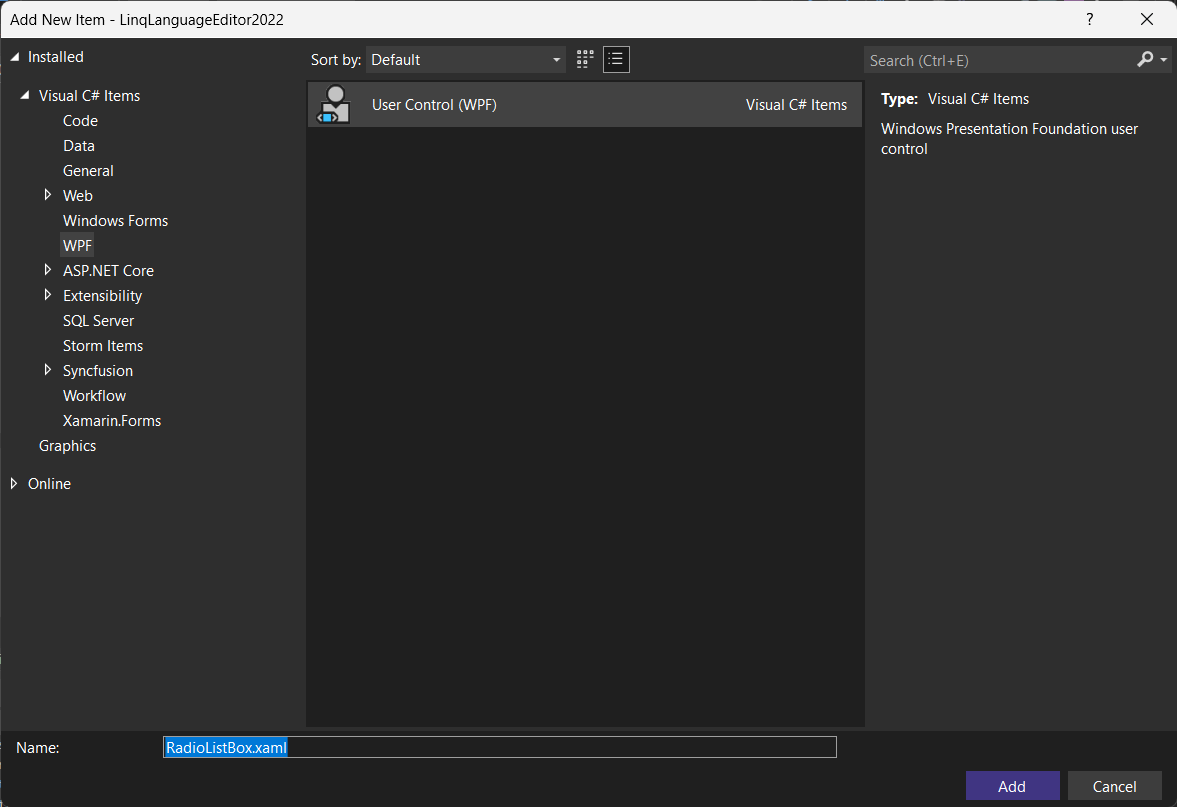 Add New Item - LinqLanguageEditor2022
?
Installed
Sort by: Default
Search (Ctrl+E)
Visual C# Items
Code
Data
General
Web
Windows Forms
WPF
ASP.NET Core
Extensibility
SQL Server
Storm Items
Syncfusion
Workflow
Xamarin.Forms
Graphics
Online
User Control (WPF) Visual C# Items
Type: Visual C# Items
Windows Presentation Foundation user
control
Name: RadioListBox.xaml
Add Cancel